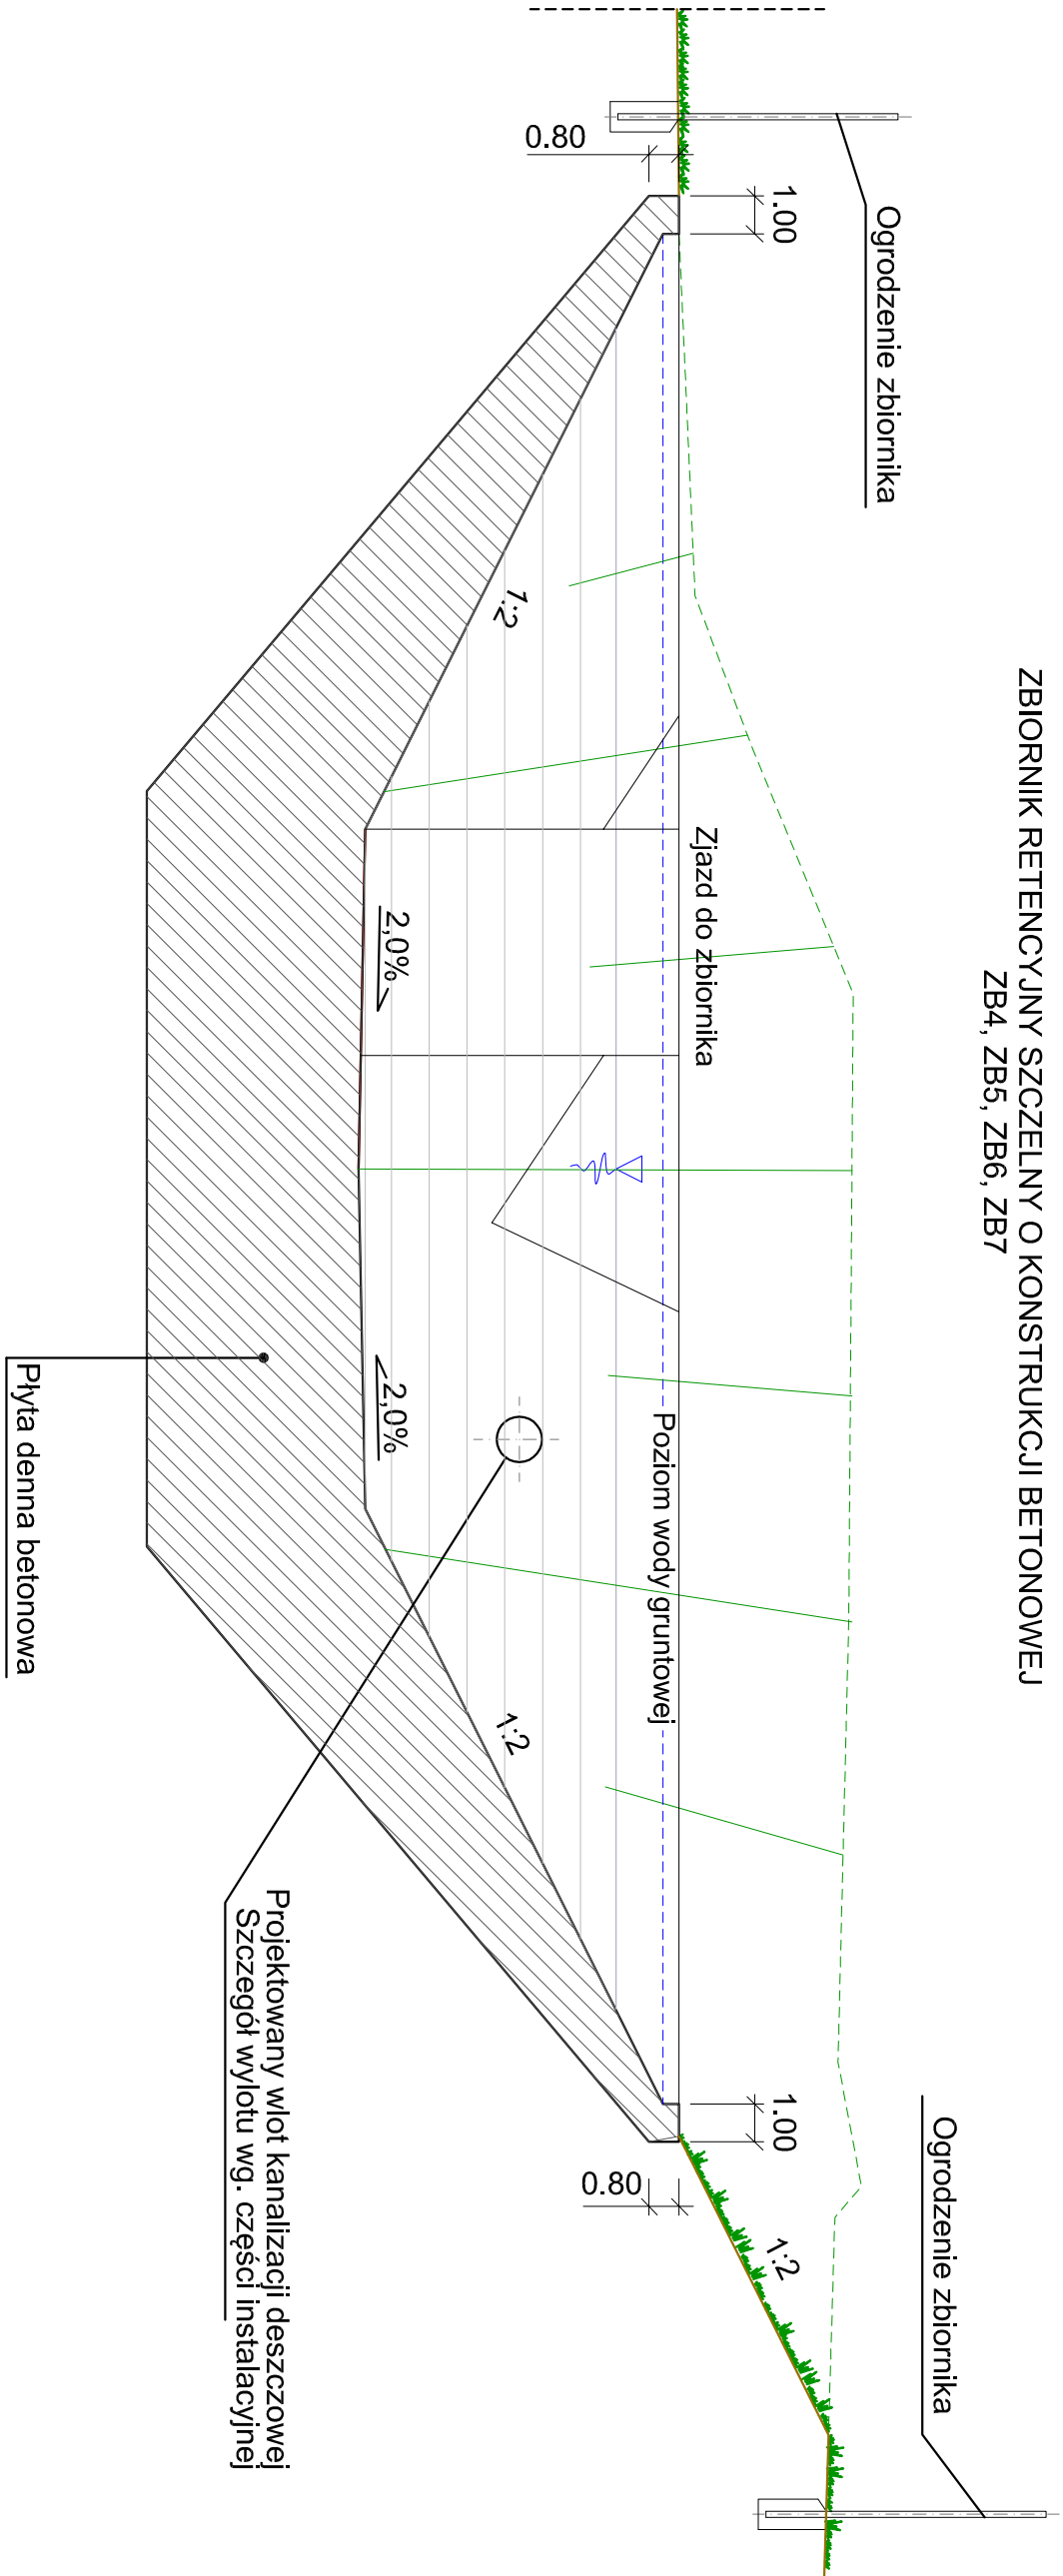 ZBIORNIK RETENCYJNY SZCZELNY O KONSTRUKCJI BETONOWEJ
ZB4, ZB5, ZB6, ZB7
Ogrodzenie zbiornika
Ogrodzenie zbiornika
1.00
1.00
0.80
0.80
1:2
Zjazd do zbiornika
Poziom wody gruntowej
1:2
1:2
2,0%
2,0%
Projektowany wlot kanalizacji deszczowej
Szczegół wylotu wg. części instalacyjnej
Płyta denna betonowa